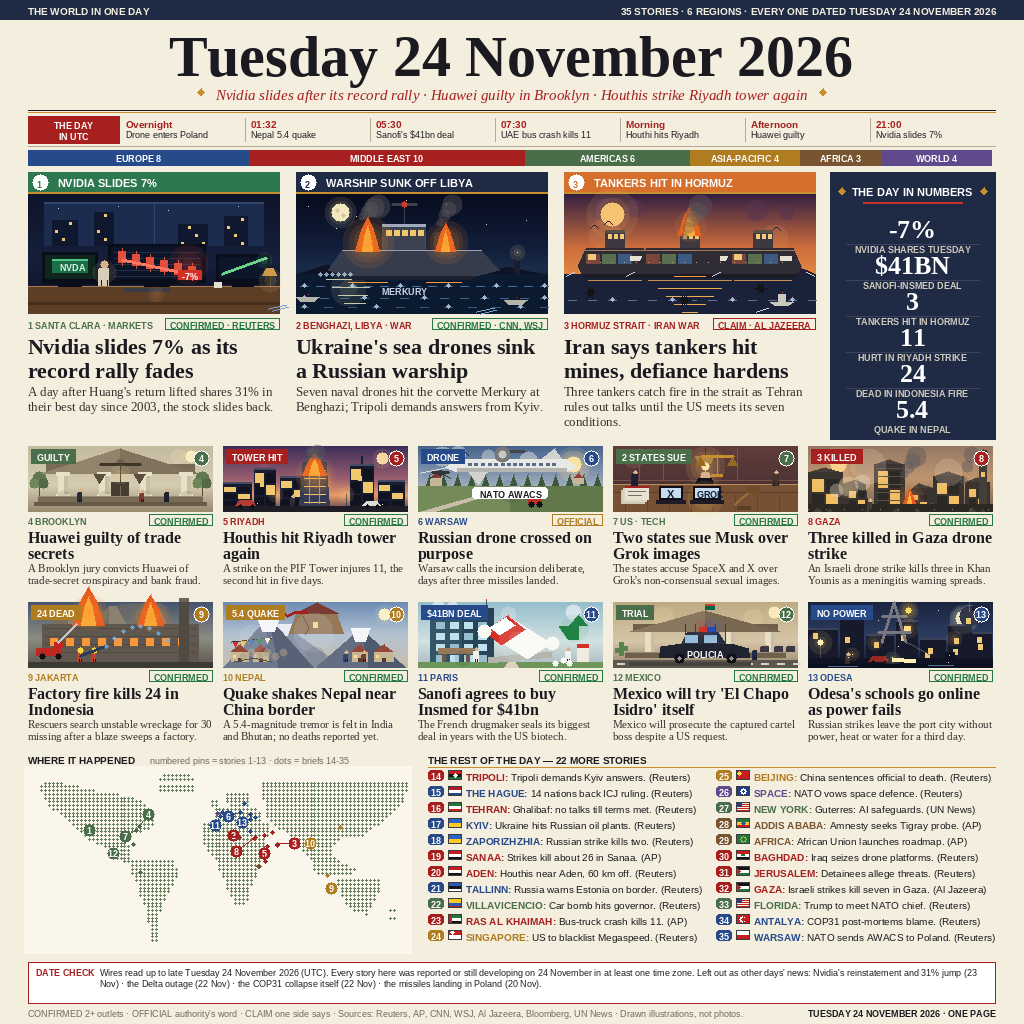 THE WORLD IN ONE DAY
35 STORIES · 6 REGIONS · EVERY ONE DATED TUESDAY 24 NOVEMBER 2026
Tuesday 24 November 2026
Nvidia slides after its record rally · Huawei guilty in Brooklyn · Houthis strike Riyadh tower again
THE DAY
IN UTC
Overnight
Drone enters Poland
01:32
Nepal 5.4 quake
05:30
Sanofi's $41bn deal
07:30
UAE bus crash kills 11
Morning
Houthi hit Riyadh
Afternoon
Huawei guilty
21:00
Nvidia slides 7%
EUROPE 8
MIDDLE EAST 10
AMERICAS 6
ASIA-PACIFIC 4
AFRICA 3
WORLD 4
1 NVIDIA SLIDES 7%
NVDA
-7%
1 SANTA CLARA · MARKETS
CONFIRMED · REUTERS
Nvidia slides 7% as its
record rally fades
A day after Huang's return lifted shares 31% in
their best day since 2003, the stock slides back.
2 WARSHIP SUNK OFF LIBYA
MERKURY
2 BENGHAZI, LIBYA · WAR
CONFIRMED · CNN, WSJ
Ukraine's sea drones sink
a Russian warship
Seven naval drones hit the corvette Merkury at
Benghazi; Tripoli demands answers from Kyiv.
3 TANKERS HIT IN HORMUZ
3 HORMUZ STRAIT · IRAN WAR
CLAIM · AL JAZEERA
Iran says tankers hit
mines, defiance hardens
Three tankers catch fire in the strait as Tehran
rules out talks until the US meets its seven
conditions.
THE DAY IN NUMBERS
-7%
NVIDIA SHARES TUESDAY
$41BN
SANOFI-INSMED DEAL
3
TANKERS HIT IN HORMUZ
11
HURT IN RIYADH STRIKE
24
DEAD IN INDONESIA FIRE
5.4
QUAKE IN NEPAL
GUILTY
4
4 BROOKLYN
CONFIRMED
Huawei guilty of trade
secrets
A Brooklyn jury convicts Huawei of
trade-secret conspiracy and bank fraud.
TOWER HIT
5
5 RIYADH
CONFIRMED
Houthis hit Riyadh tower
again
A strike on the PIF Tower injures 11, the
second hit in five days.
DRONE
6
NATO AWACS
6 WARSAW
OFFICIAL
Russian drone crossed on
purpose
Warsaw calls the incursion deliberate,
days after three missiles landed.
2 STATES SUE
7
X
GROK
7 US · TECH
CONFIRMED
Two states sue Musk over
Grok images
The states accuse SpaceX and X over
Grok's non-consensual sexual images.
3 KILLED
8
8 GAZA
CONFIRMED
Three killed in Gaza drone
strike
An Israeli drone strike kills three in Khan
Younis as a meningitis warning spreads.
24 DEAD
9
9 JAKARTA
CONFIRMED
Factory fire kills 24 in
Indonesia
Rescuers search unstable wreckage for 30
missing after a blaze sweeps a factory.
5.4 QUAKE
10
10 NEPAL
CONFIRMED
Quake shakes Nepal near
China border
A 5.4-magnitude tremor is felt in India
and Bhutan; no deaths reported yet.
$41BN DEAL
11
11 PARIS
CONFIRMED
Sanofi agrees to buy
Insmed for $41bn
The French drugmaker seals its biggest
deal in years with the US biotech.
TRIAL
12
POLICIA
12 MEXICO
CONFIRMED
Mexico will try 'El Chapo
Isidro' itself
Mexico will prosecute the captured cartel
boss despite a US request.
NO POWER
13
13 ODESA
CONFIRMED
Odesa's schools go online
as power fails
Russian strikes leave the port city without
power, heat or water for a third day.
WHERE IT HAPPENED
numbered pins = stories 1-13 · dots = briefs 14-35
1
4
7
12
11
6
13
2
8
5
3
10
9
THE REST OF THE DAY — 22 MORE STORIES
14 TRIPOLI: Tripoli demands Kyiv answers. (Reuters)
15 THE HAGUE: 14 nations back ICJ ruling. (Reuters)
16 TEHRAN: Ghalibaf: no talks till terms met. (Reuters)
17 KYIV: Ukraine hits Russian oil plants. (Reuters)
18 ZAPORIZHZHIA: Russian strike kills two. (Reuters)
19 SANAA: Strikes kill about 26 in Sanaa. (AP)
20 ADEN: Houthis near Aden, 60 km off. (Reuters)
21 TALLINN: Russia warns Estonia on border. (Reuters)
22 VILLAVICENCIO: Car bomb hits governor. (Reuters)
23 RAS AL KHAIMAH: Bus-truck crash kills 11. (AP)
24 SINGAPORE: US to blacklist Megaspeed. (Reuters)
25 BEIJING: China sentences official to death. (Reuters)
26 SPACE: NATO vows space defence. (Reuters)
27 NEW YORK: Guterres: AI safeguards. (UN News)
28 ADDIS ABABA: Amnesty seeks Tigray probe. (AP)
29 AFRICA: African Union launches roadmap. (AP)
30 BAGHDAD: Iraq seizes drone platforms. (Reuters)
31 JERUSALEM: Detainees allege threats. (Reuters)
32 GAZA: Israeli strikes kill seven in Gaza. (Al Jazeera)
33 FLORIDA: Trump to meet NATO chief. (Reuters)
34 ANTALYA: COP31 post-mortems blame. (Reuters)
35 WARSAW: NATO sends AWACS to Poland. (Reuters)
DATE CHECK Wires read up to late Tuesday 24 November 2026 (UTC). Every story here was reported or still developing on 24 November in at least one time zone. Left out as other days' news: Nvidia's reinstatement and 31% jump (23
Nov) · the Delta outage (22 Nov) · the COP31 collapse itself (22 Nov) · the missiles landing in Poland (20 Nov).
CONFIRMED 2+ outlets · OFFICIAL authority's word · CLAIM one side says · Sources: Reuters, AP, CNN, WSJ, Al Jazeera, Bloomberg, UN News · Drawn illustrations, not photos.
TUESDAY 24 NOVEMBER 2026 · ONE PAGE